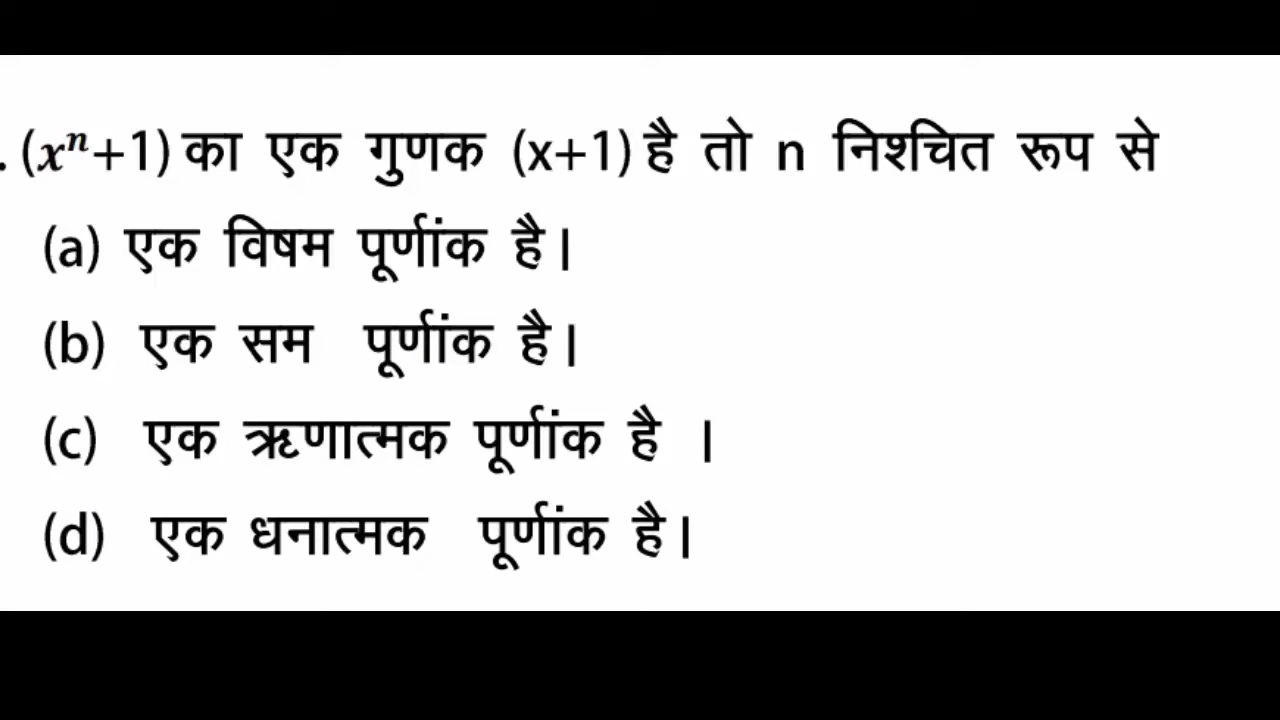 . (xⁿ+1) का एक गुणक (x+1) है तो n निश्चित रूप से
(a) एक विषम पूर्णांक है।
(b) एक सम पूर्णांक है।
(c) एक ऋणात्मक पूर्णांक है ।
(d) एक धनात्मक पूर्णांक है।